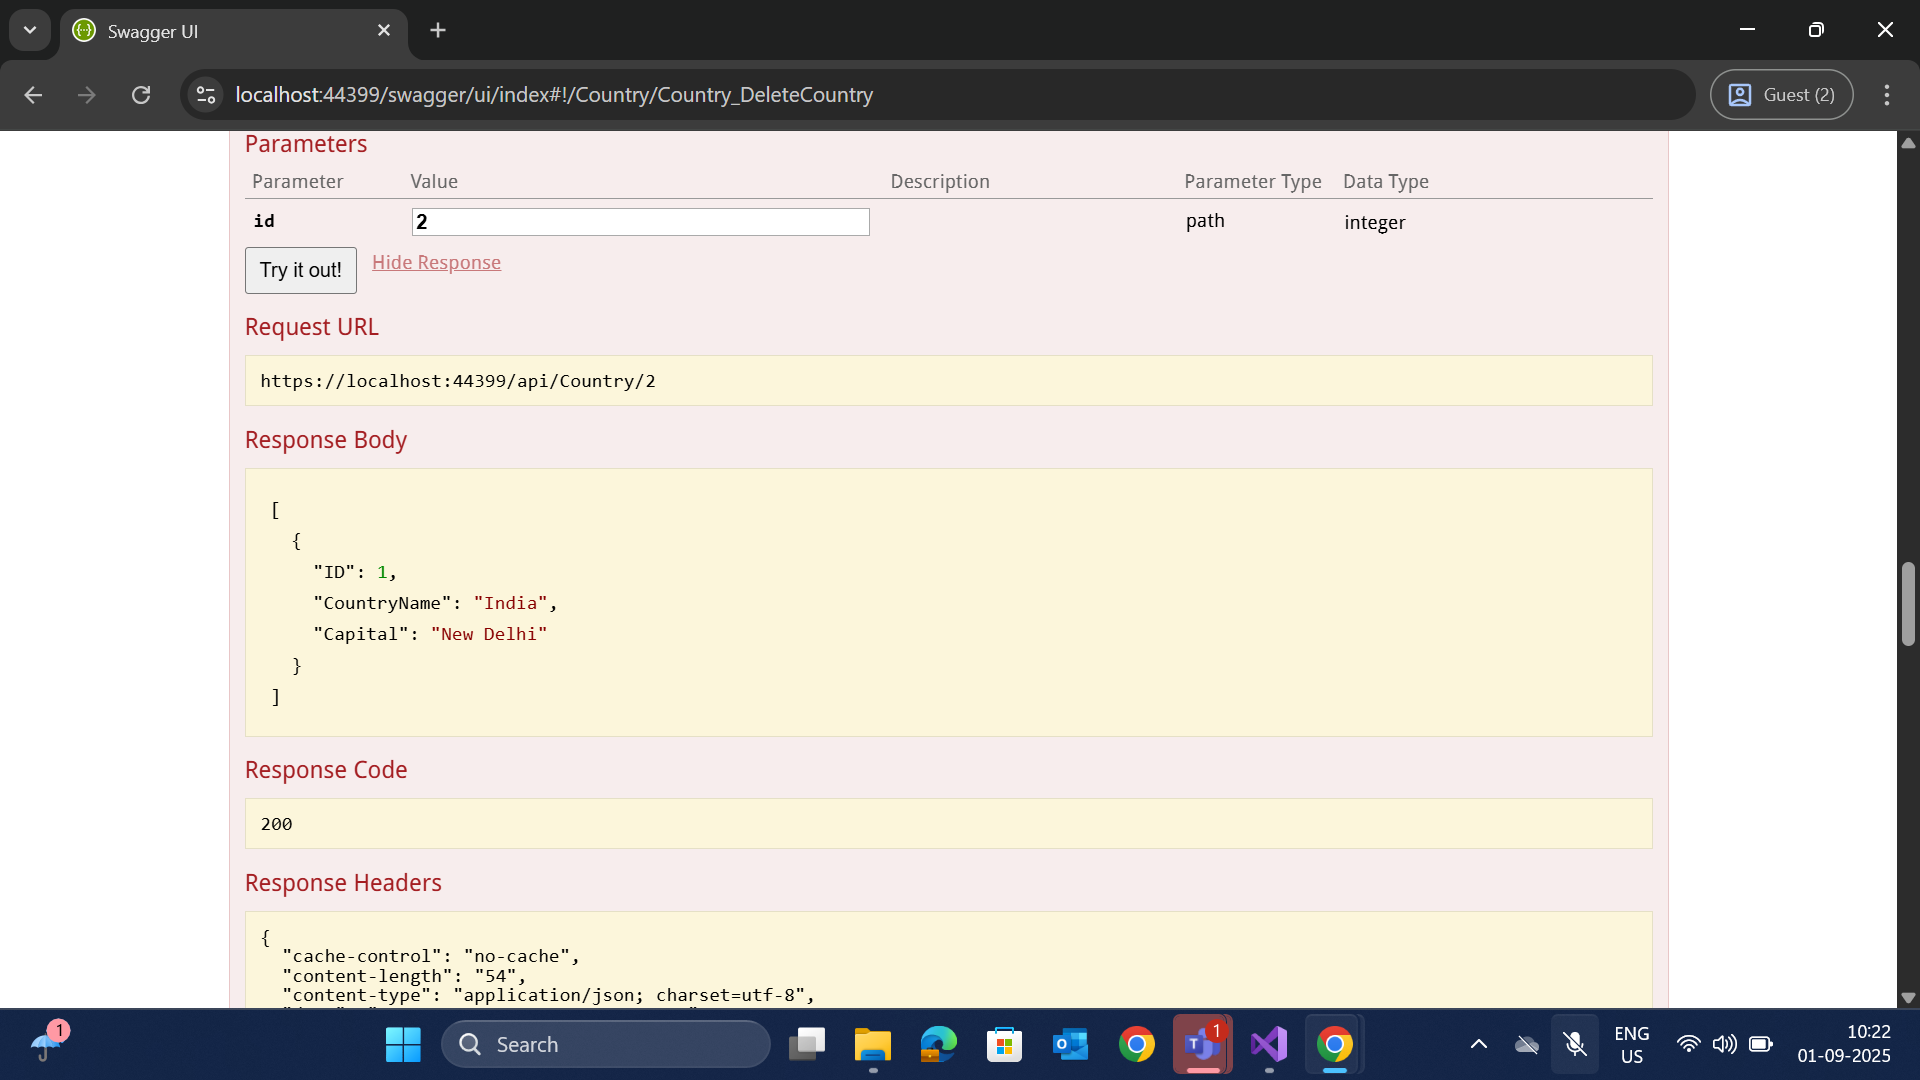 Swagger UI
localhost:44399/swagger/ui/index#!/Country/Country_DeleteCountry
Guest (2)
Parameters
Parameter Value Description Parameter Type Data Type
id 2 path integer
Try it out! Hide Response
Request URL
https://localhost:44399/api/Country/2
Response Body
[
{
"ID": 1,
"CountryName": "India",
"Capital": "New Delhi"
}
]
Response Code
200
Response Headers
{
"cache-control": "no-cache",
"content-length": "54",
"content-type": "application/json; charset=utf-8",
1
Search
1
ENG
US
10:22
01-09-2025